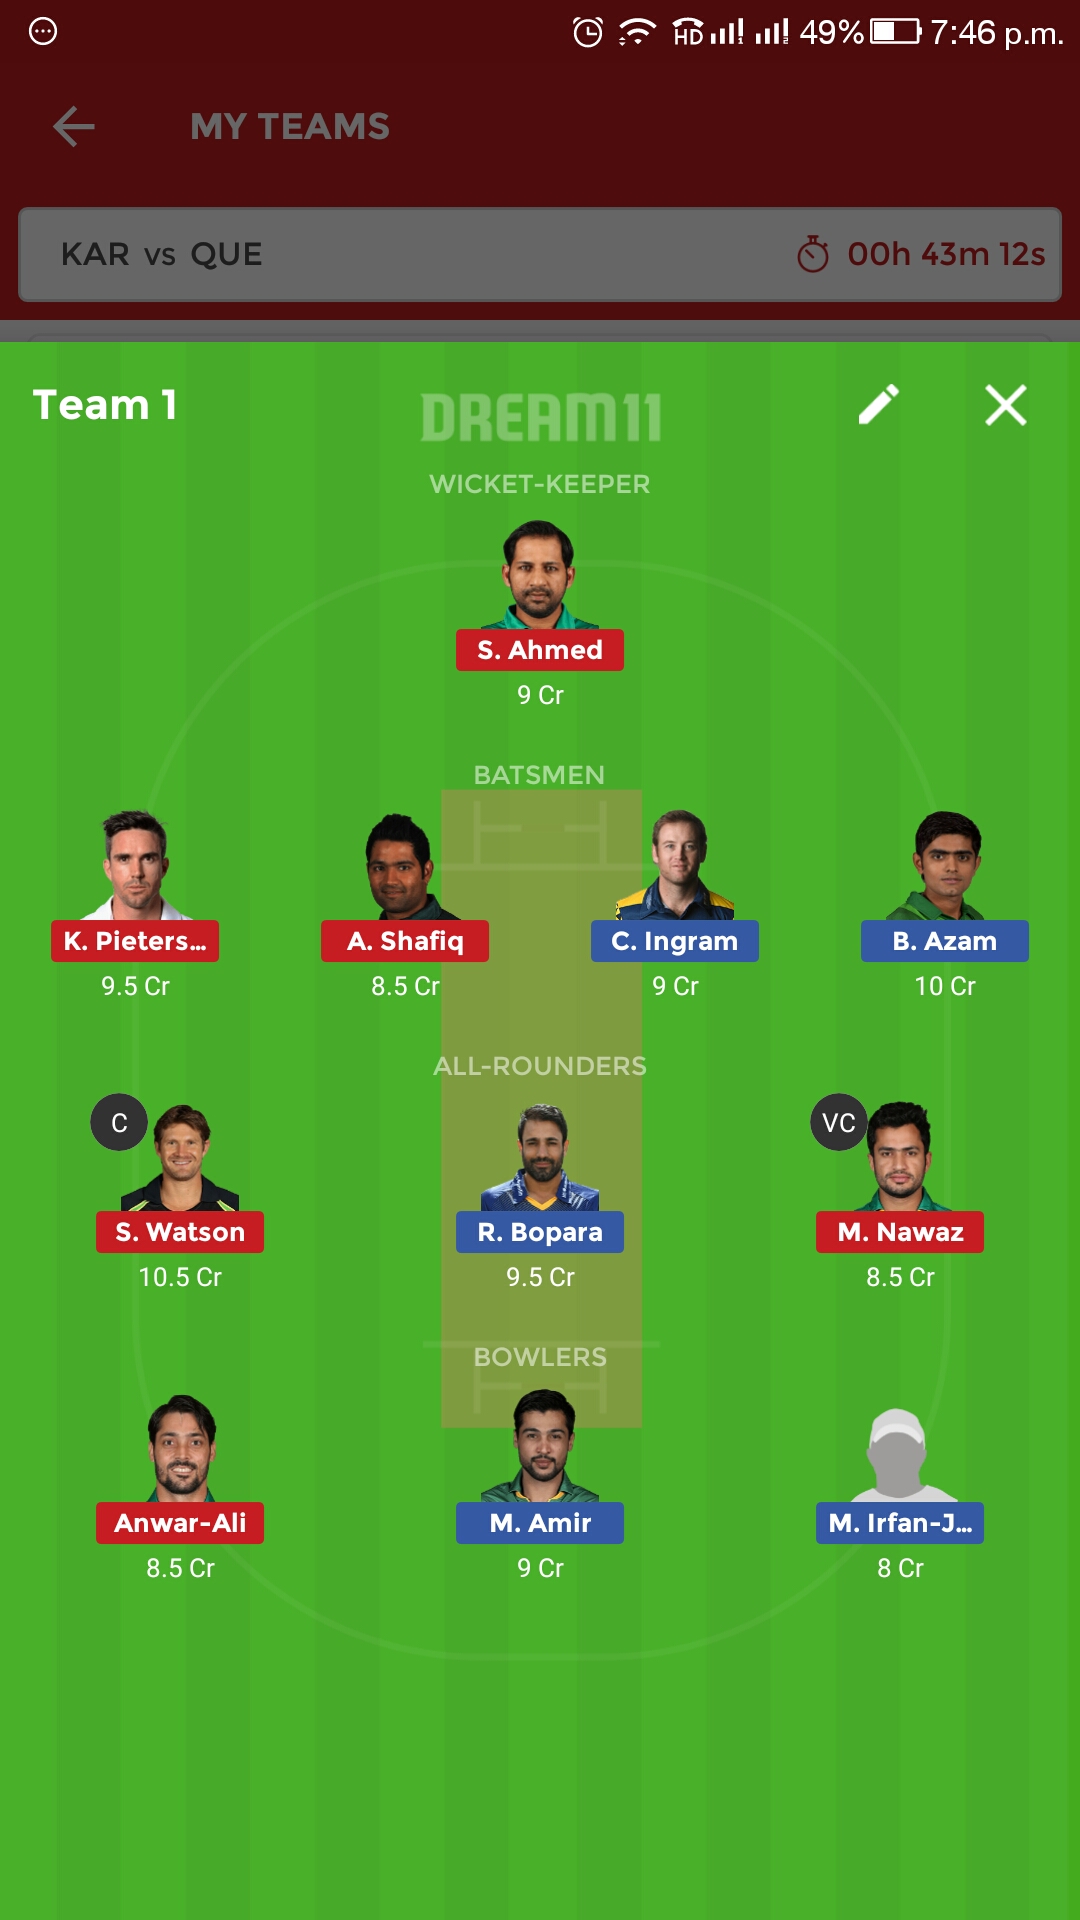 49% 7:46 p.m.
MY TEAMS
KAR vs QUE 00h 43m 12s
Team 1 DREAM11
WICKET-KEEPER
S. Ahmed
9 Cr
BATSMEN
K. Pieters... A. Shafiq C. Ingram B. Azam
9.5 Cr 8.5 Cr 9 Cr 10 Cr
ALL-ROUNDERS
C VC
S. Watson R. Bopara M. Nawaz
10.5 Cr 9.5 Cr 8.5 Cr
BOWLERS
Anwar-Ali M. Amir M. Irfan-J...
8.5 Cr 9 Cr 8 Cr